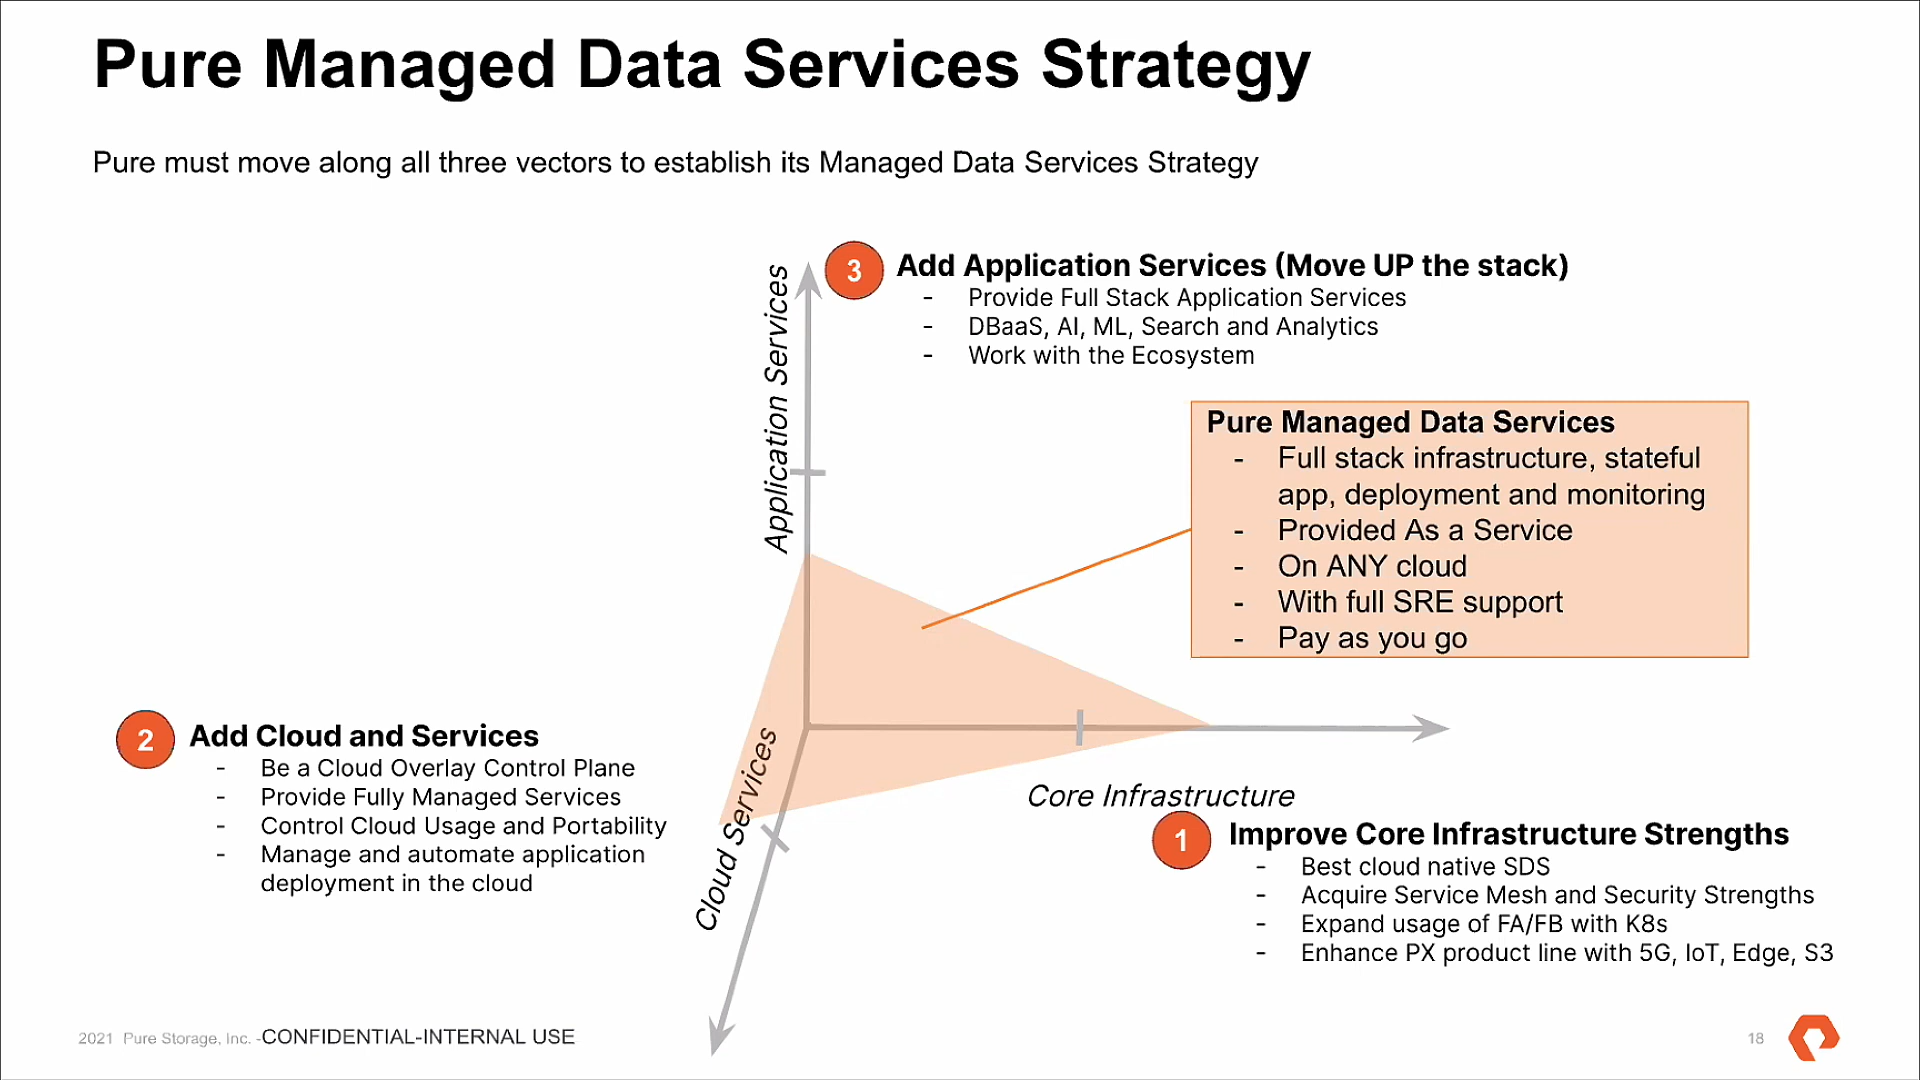 Pure Managed Data Services Strategy
Pure must move along all three vectors to establish its Managed Data Services Strategy
Application Services
3
Add Application Services (Move UP the stack)
- Provide Full Stack Application Services
- DBaaS, AI, ML, Search and Analytics
- Work with the Ecosystem
Pure Managed Data Services
- Full stack infrastructure, stateful
app, deployment and monitoring
- Provided As a Service
- On ANY cloud
- With full SRE support
- Pay as you go
2
Add Cloud and Services
- Be a Cloud Overlay Control Plane
- Provide Fully Managed Services
- Control Cloud Usage and Portability
- Manage and automate application
deployment in the cloud
Cloud Services
Core Infrastructure
1
Improve Core Infrastructure Strengths
- Best cloud native SDS
- Acquire Service Mesh and Security Strengths
- Expand usage of FA/FB with K8s
- Enhance PX product line with 5G, IoT, Edge, S3
2021 Pure Storage, Inc. -CONFIDENTIAL-INTERNAL USE
18